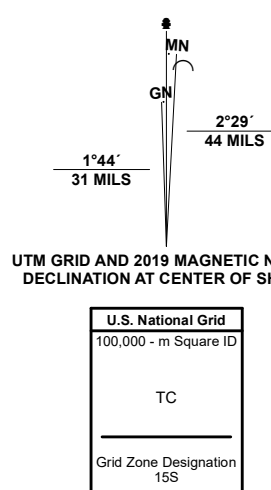 MN
GN
2°29´
44 MILS
1°44´
31 MILS
UTM GRID AND 2019 MAGNETIC N
DECLINATION AT CENTER OF SH
U.S. National Grid
100,000 - m Square ID
TC
Grid Zone Designation
15S